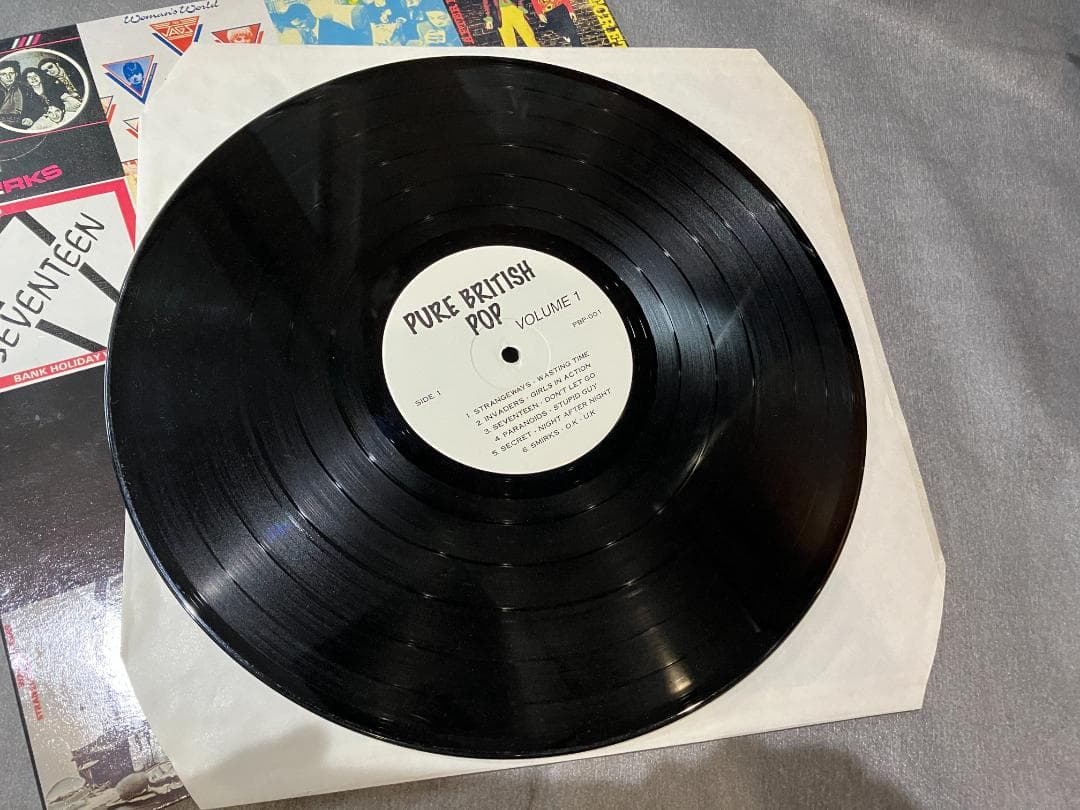 Woman's World
RKS
SEVENTEEN
BANK HOLIDAY
PURE BRITISH
POP VOLUME 1
PBP-001
SIDE 1
1. STRANGEWAYS - WASTING TIME
2. INVADERS - GIRLS IN ACTION
3. SEVENTEEN - DON'T LET GO
4. PARANOIDS - STUPID GUY
5. SECRET - NIGHT AFTER NIGHT
6. SMIRKS - O.K - U.K